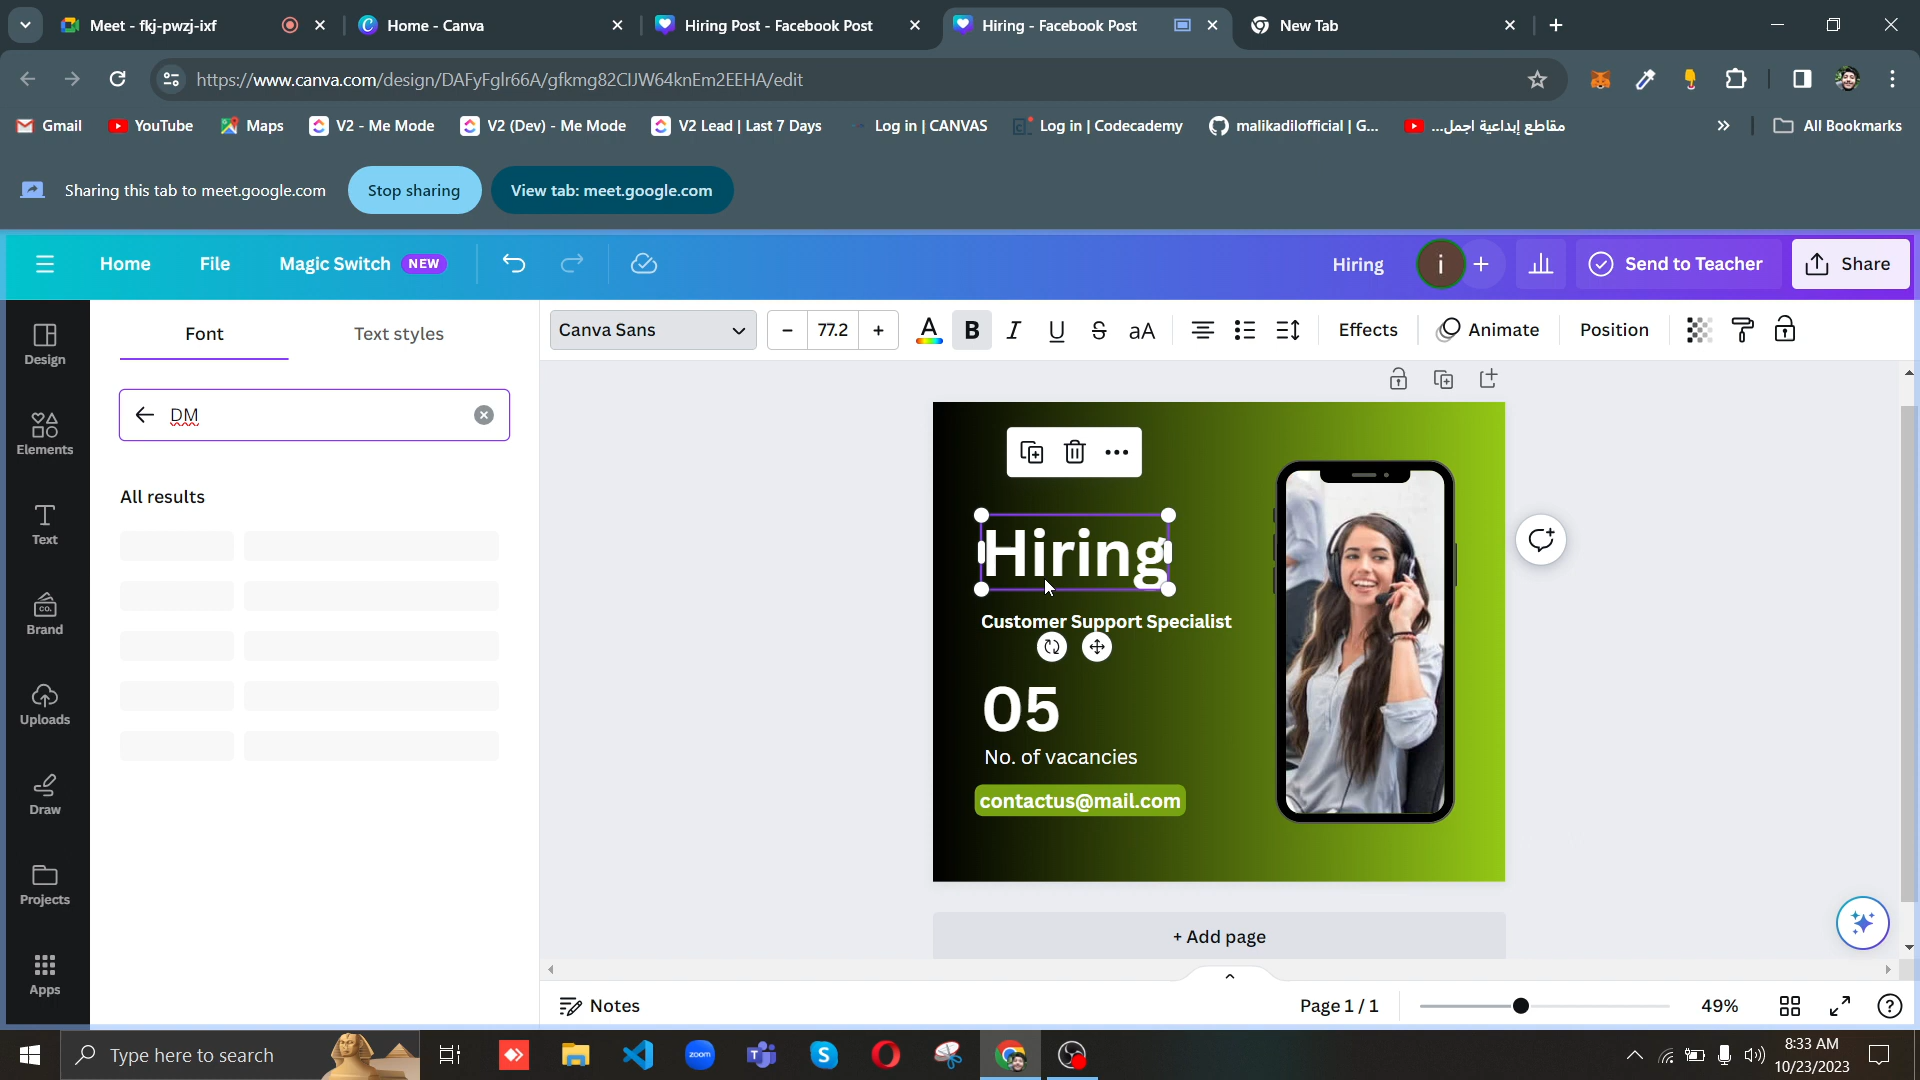 Meet - fkj-pwzj-ixf
Home - Canva
Hiring Post - Facebook Post
Hiring - Facebook Post
New Tab
https://www.canva.com/design/DAFyFglr66A/gfkmg82ClJW64knEm2EEHA/edit
Gmail
YouTube
Maps
V2 - Me Mode
V2 (Dev) - Me Mode
V2 Lead | Last 7 Days
Log in | CANVAS
Log in | Codecademy
malikadilofficial | G...
مقاطع إبداعية اجمل...
All Bookmarks
Sharing this tab to meet.google.com
Stop sharing
View tab: meet.google.com
Home
File
Magic Switch NEW
Hiring
i
Send to Teacher
Share
Design
Elements
Text
Brand
Uploads
Draw
Projects
Apps
Font
Text styles
DM
All results
Canva Sans
77.2
A
B
I
U
S
aA
Effects
Animate
Position
Hiring
Customer Support Specialist
05
No. of vacancies
contactus@mail.com
+ Add page
Notes
Page 1 / 1
49%
Type here to search
zoom
8:33 AM
10/23/2023